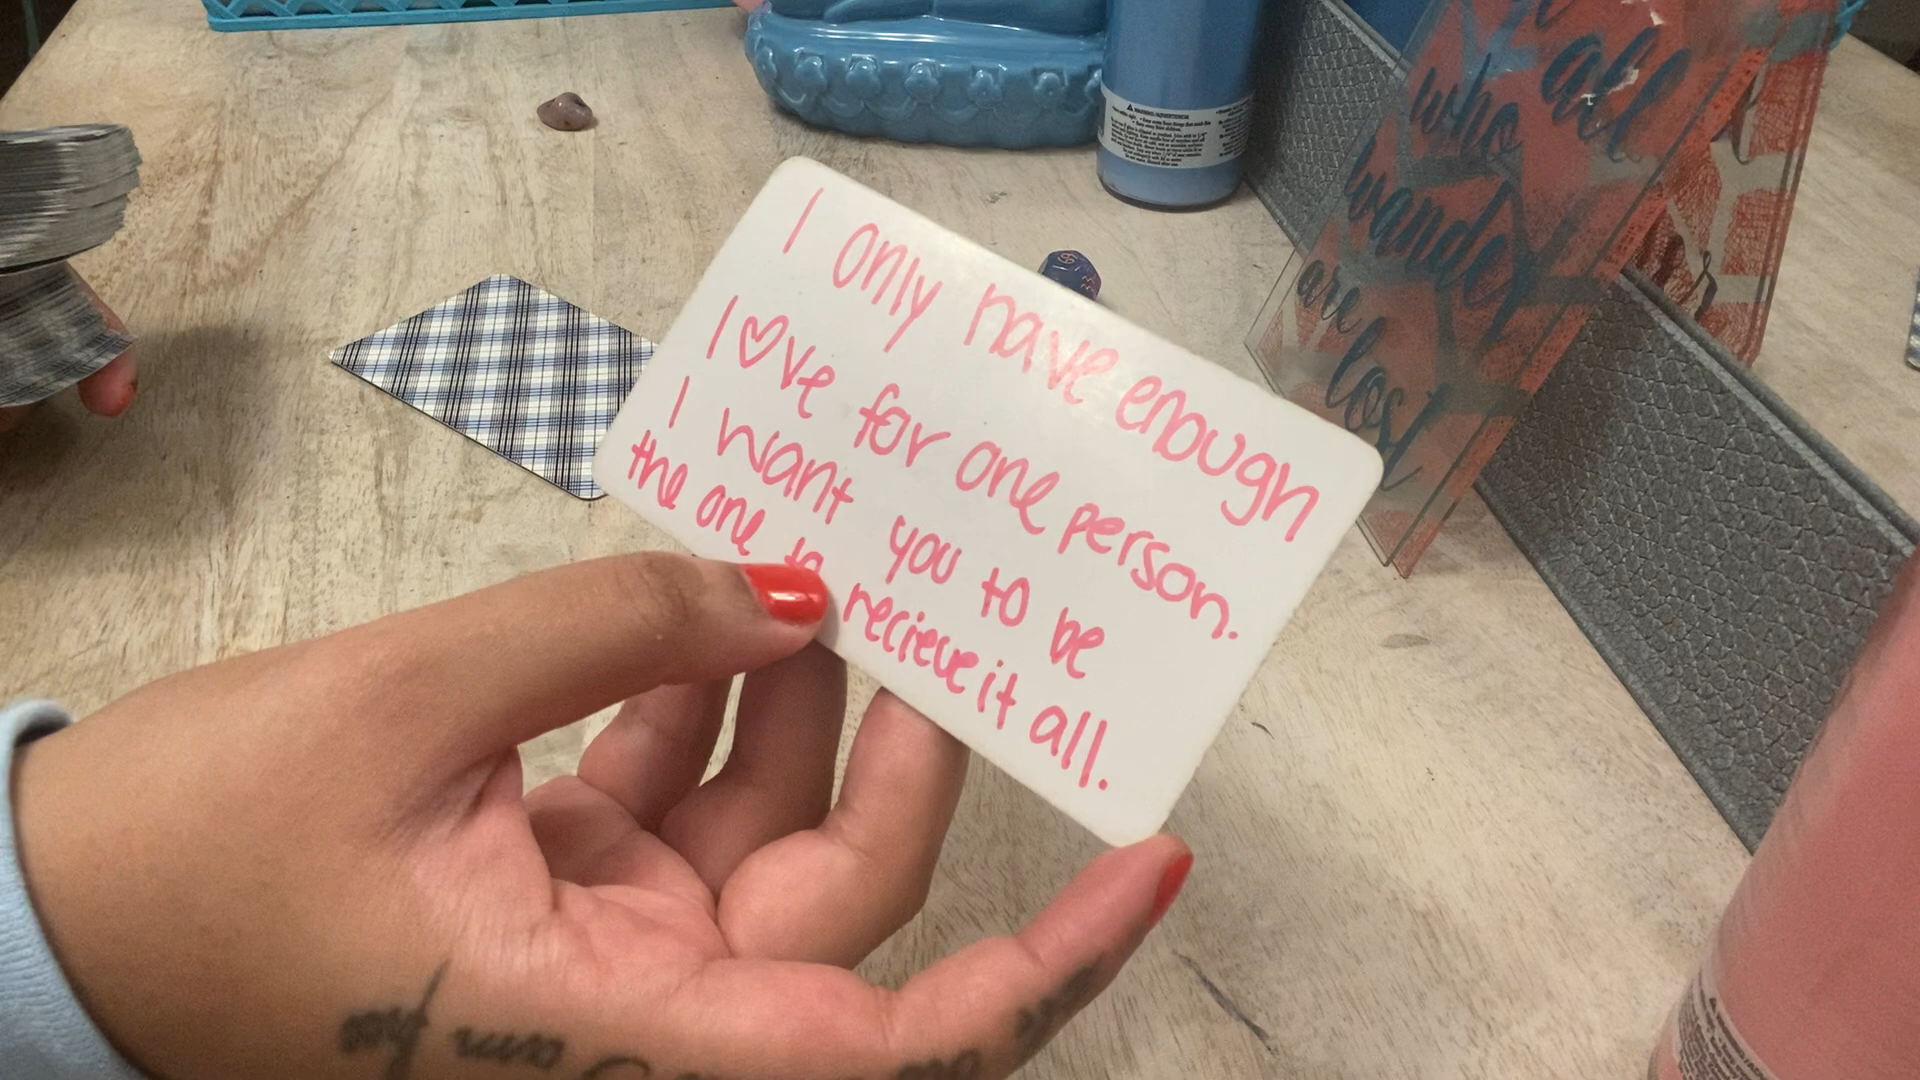 I only have enough
love for one person.
I want you to be
the one to recieve it all.
all
who
wander
are
lost